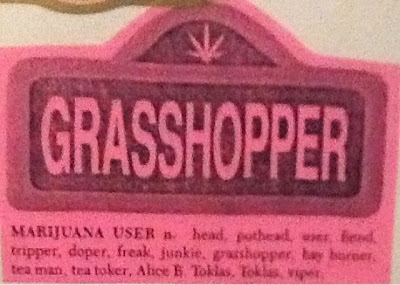 GRASSHOPPER
MARIJUANA USER n. head, pothead, user, fiend,
tripper, doper, freak, junkie, grasshopper, hay burner,
tea man, tea toker, Alice B. Toklas, Toklas, viper.